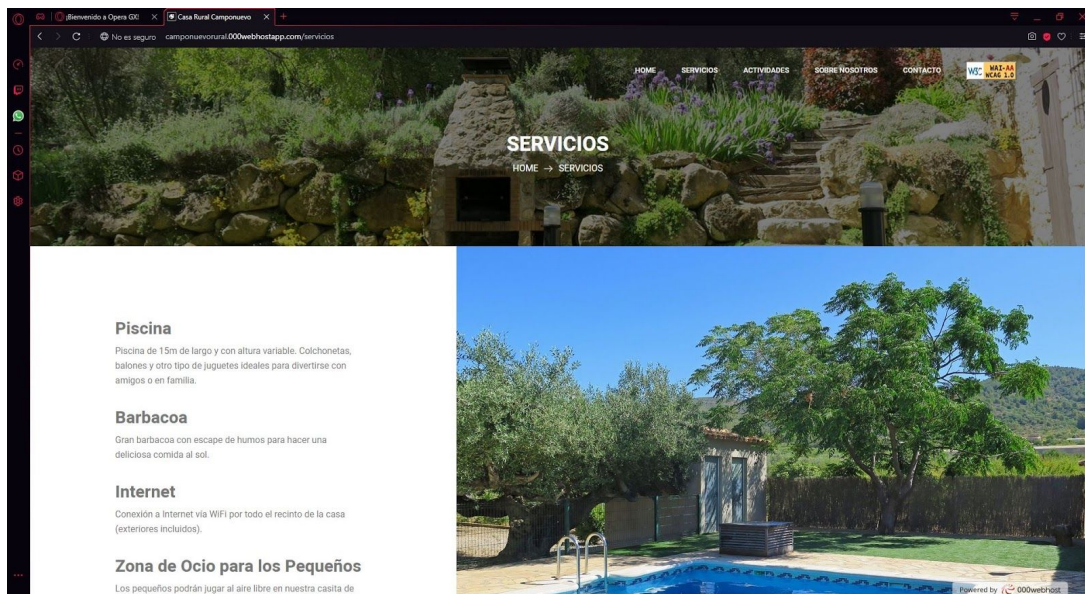 ¡Bienvenido a Opera GX!
Casa Rural Camponuevo
No es seguro camponuevorural.000webhostapp.com/servicios
HOME SERVICIOS ACTIVIDADES SOBRE NOSOTROS CONTACTO
W3C WAI-AA
WCAG 1.0
SERVICIOS
HOME → SERVICIOS
Piscina
Piscina de 15m de largo y con altura variable. Colchonetas,
balones y otro tipo de juguetes ideales para divertirse con
amigos o en familia.
Barbacoa
Gran barbacoa con escape de humos para hacer una
deliciosa comida al sol.
Internet
Conexión a Internet vía WiFi por todo el recinto de la casa
(exteriores incluidos).
Zona de Ocio para los Pequeños
Los pequeños podrán jugar al aire libre en nuestra casita de
Powered by 000webhost